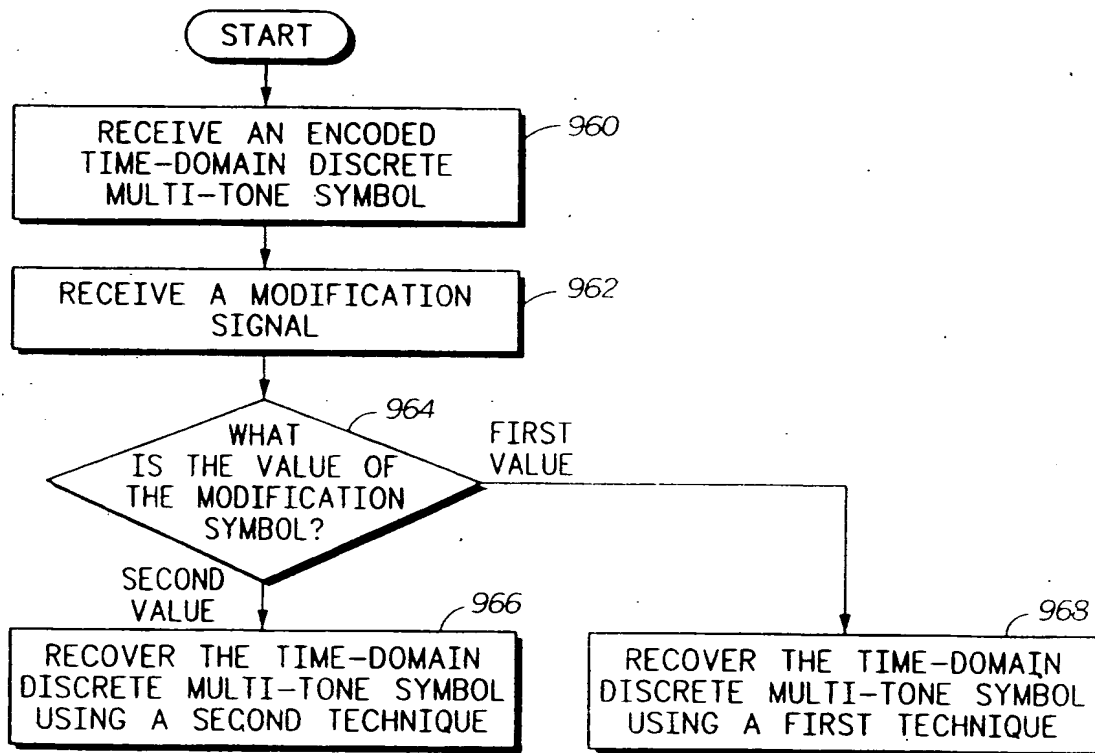 START
RECEIVE AN ENCODED
TIME-DOMAIN DISCRETE
MULTI-TONE SYMBOL
960
RECEIVE A MODIFICATION
SIGNAL
962
WHAT
IS THE VALUE OF
THE MODIFICATION
SYMBOL?
964
FIRST
VALUE
SECOND
VALUE
RECOVER THE TIME-DOMAIN
DISCRETE MULTI-TONE SYMBOL
USING A SECOND TECHNIQUE
966
RECOVER THE TIME-DOMAIN
DISCRETE MULTI-TONE SYMBOL
USING A FIRST TECHNIQUE
968